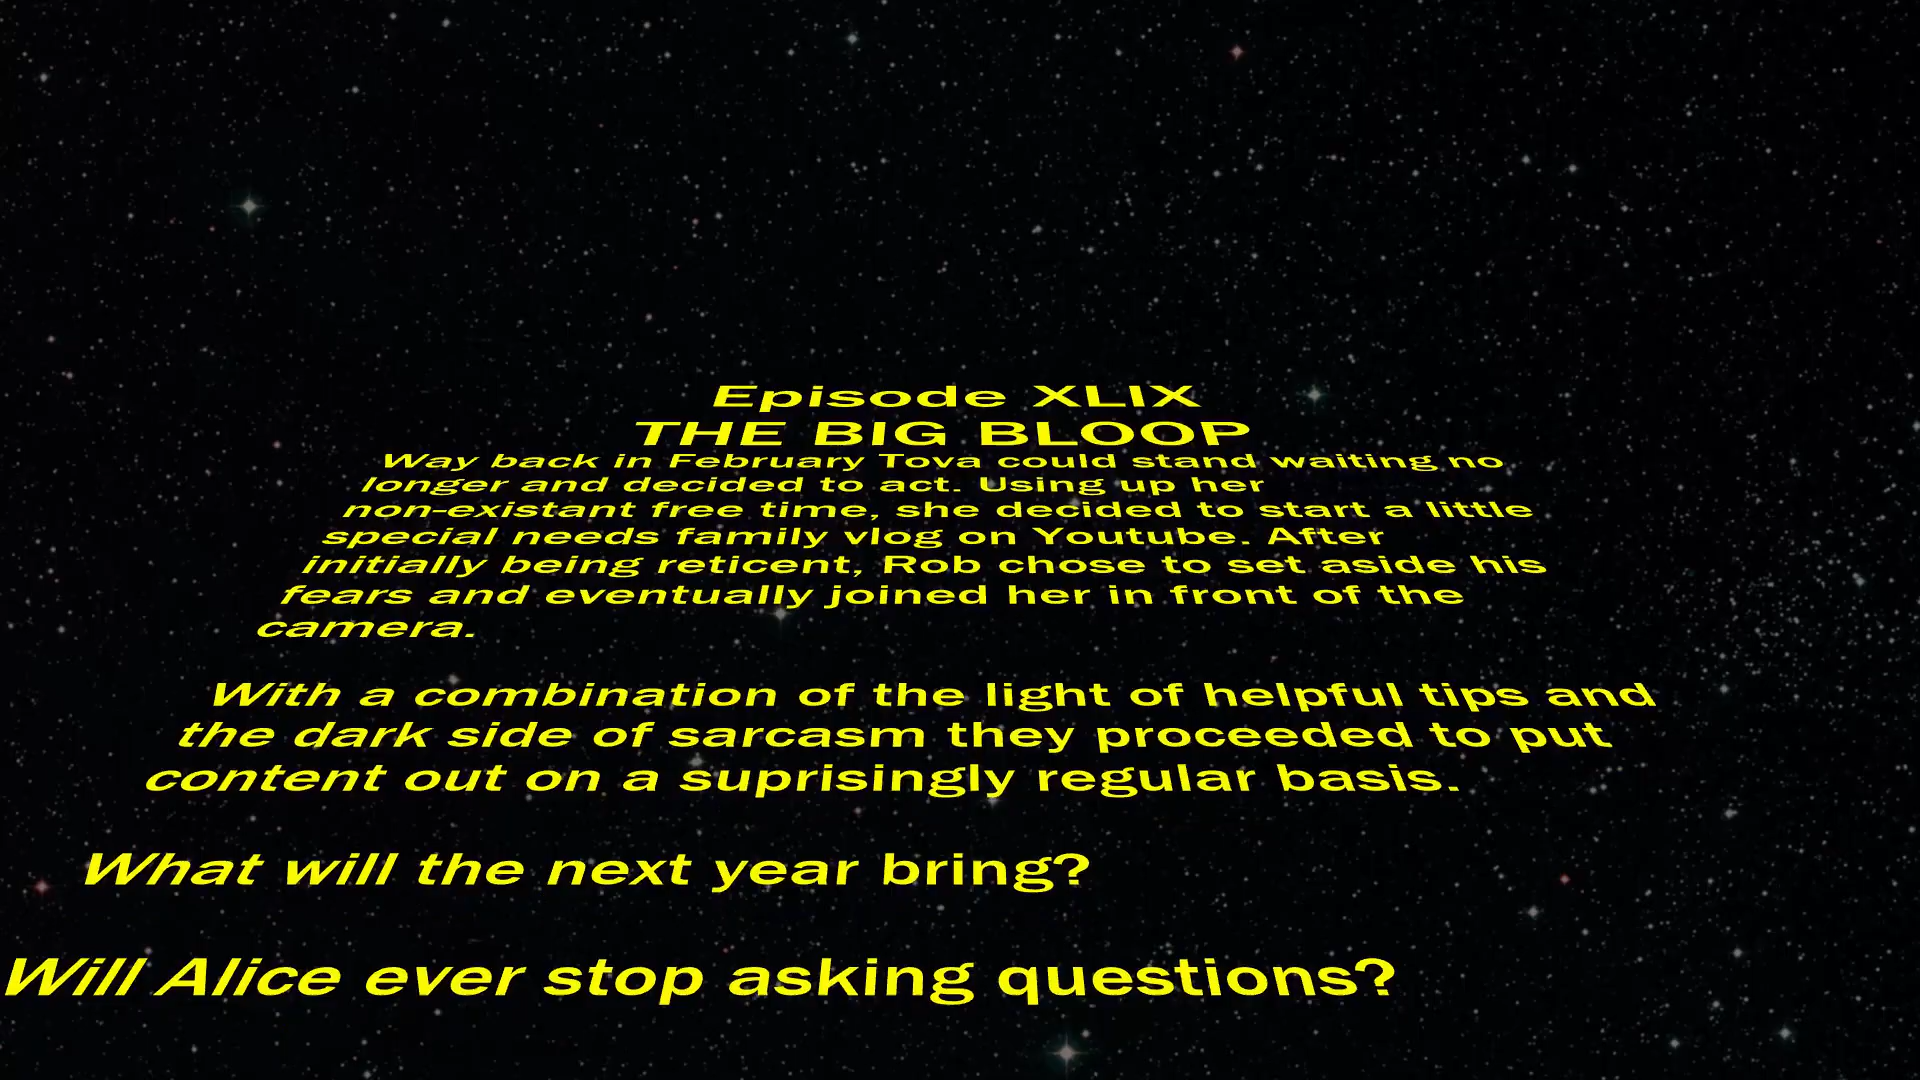 Episode XLIX
THE BIG BLOOP
Way back in February Tova could stand waiting no
longer and decided to act. Using up her
non-existant free time, she decided to start a little
special needs family vlog on Youtube. After
initially being reticent, Rob chose to set aside his
fears and eventually joined her in front of the
camera.
With a combination of the light of helpful tips and
the dark side of sarcasm they proceeded to put
content out on a suprisingly regular basis.
What will the next year bring?
Will Alice ever stop asking questions?